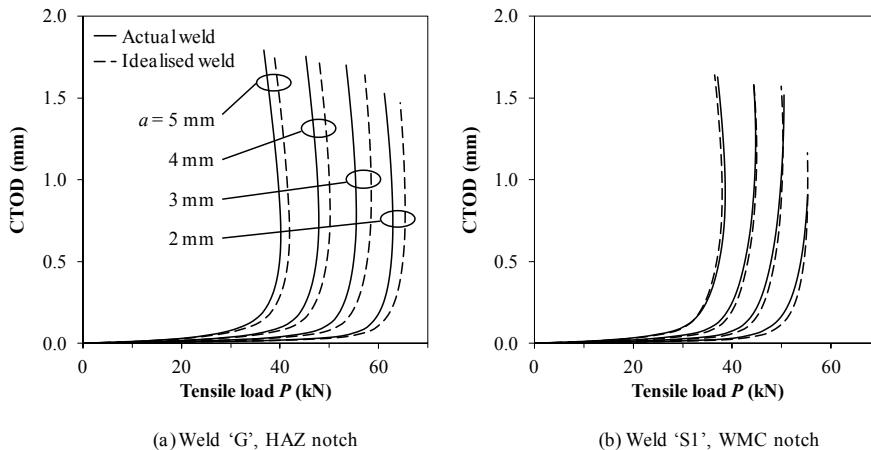 2.0
1.5
1.0
0.5
0.0
CTOD (mm)
Actual weld
Idealised weld
a = 5 mm
4 mm
3 mm
2 mm
0 20 40 60
Tensile load P (kN)
(a) Weld ‘G’, HAZ notch
2.0
1.5
1.0
0.5
0.0
CTOD (mm)
0 20 40 60
Tensile load P (kN)
(b) Weld ‘S1’, WMC notch